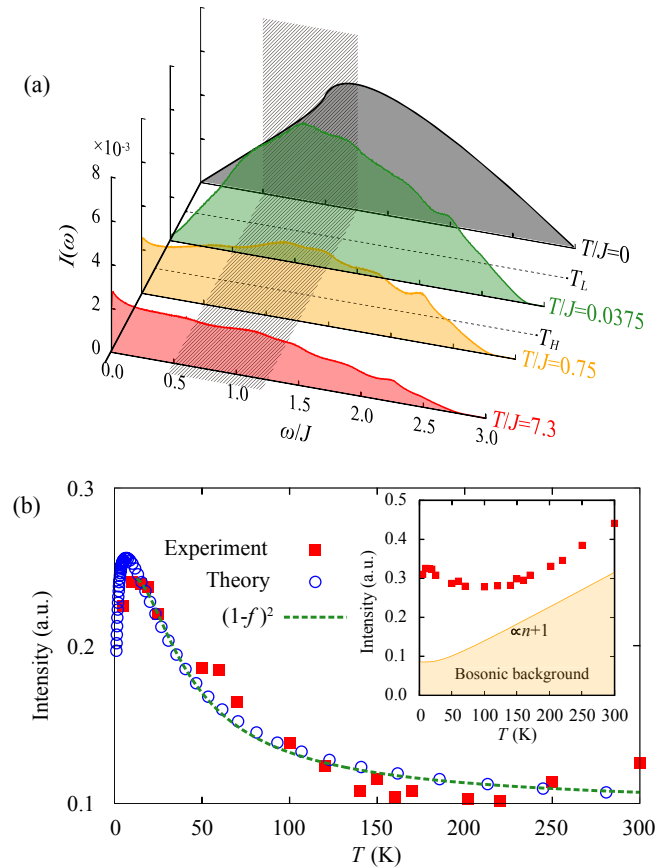 (a)
×10⁻³
8
6
4
2
0
I(ω)
0.0
0.5
1.0
1.5
2.0
2.5
3.0
ω/J
T/J=0
T_L
T/J=0.0375
T_H
T/J=0.75
T/J=7.3
(b)
0.3
0.2
0.1
Intensity (a.u.)
Experiment
Theory
(1-f)²
0
50
100
150
200
250
300
T (K)
0.5
0.4
0.3
0.2
0.1
0.0
Intensity (a.u.)
∝n+1
Bosonic background
0
50
100
150
200
250
300
T (K)